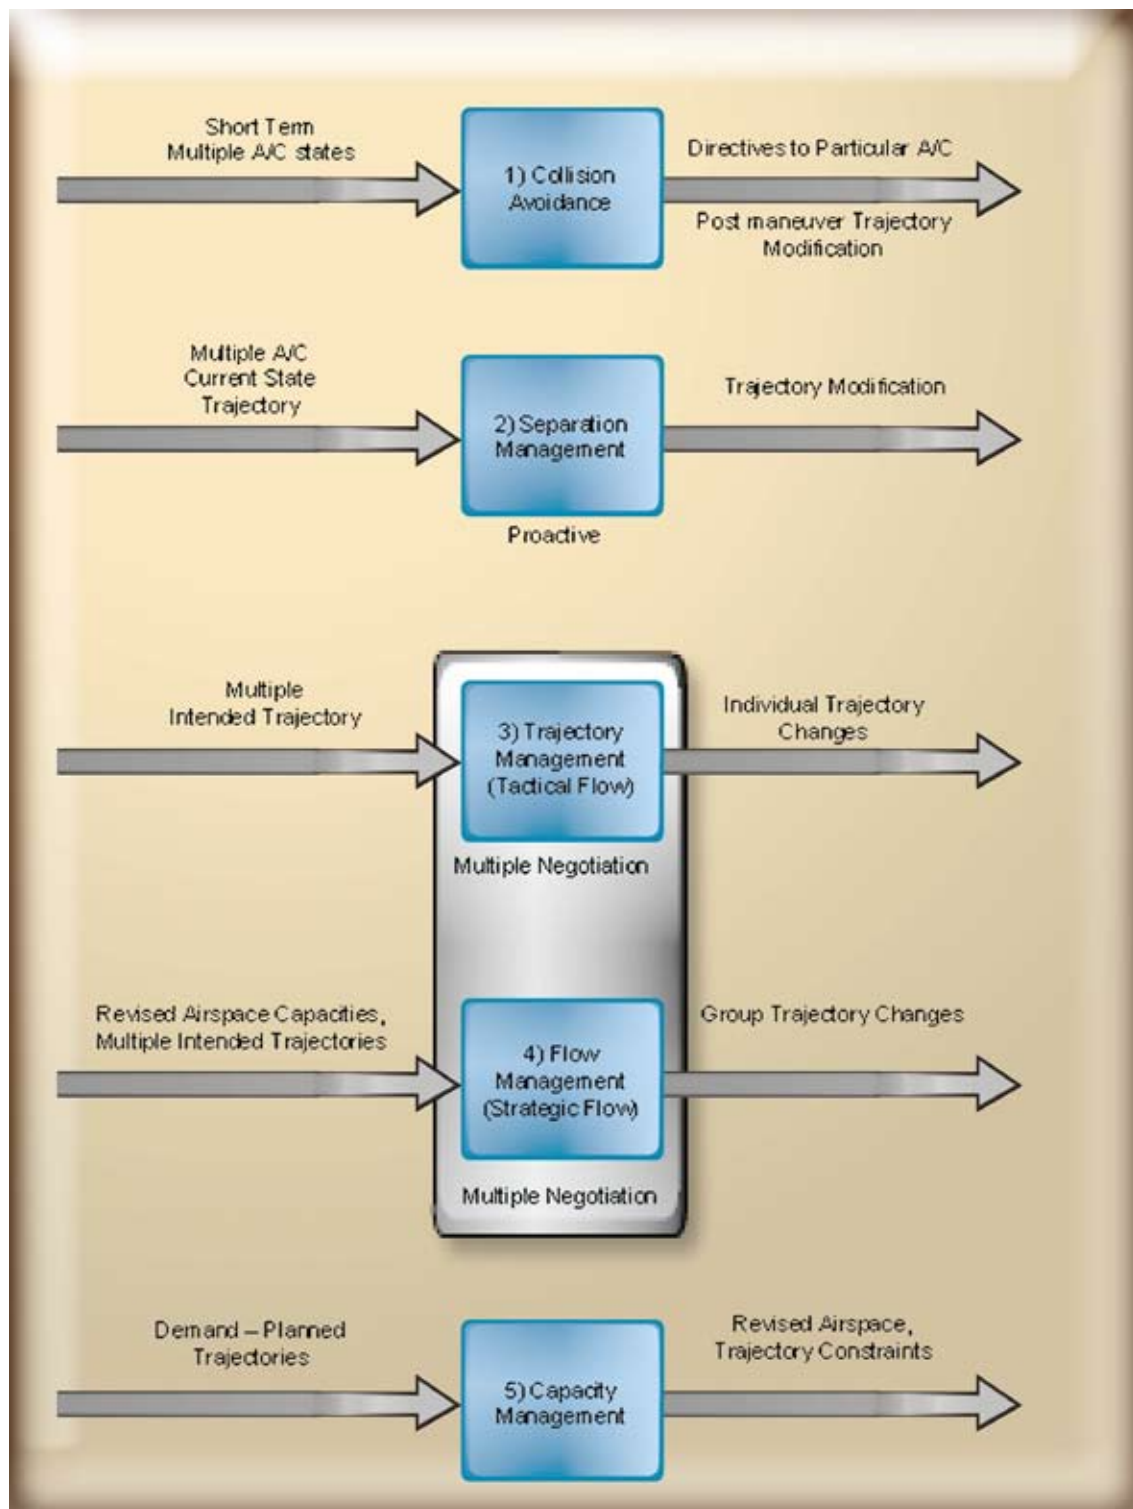 Short Term
Multiple A/C states
1) Collision
Avoidance
Directives to Particular A/C
Post maneuver Trajectory
Modification
Multiple A/C
Current State
Trajectory
2) Separation
Management
Proactive
Trajectory Modification
Multiple
Intended Trajectory
3) Trajectory
Management
(Tactical Flow)
Multiple Negotiation
Individual Trajectory
Changes
Revised Airspace Capacities,
Multiple Intended Trajectories
4) Flow
Management
(Strategic Flow)
Multiple Negotiation
Group Trajectory Changes
Demand – Planned
Trajectories
5) Capacity
Management
Revised Airspace,
Trajectory Constraints